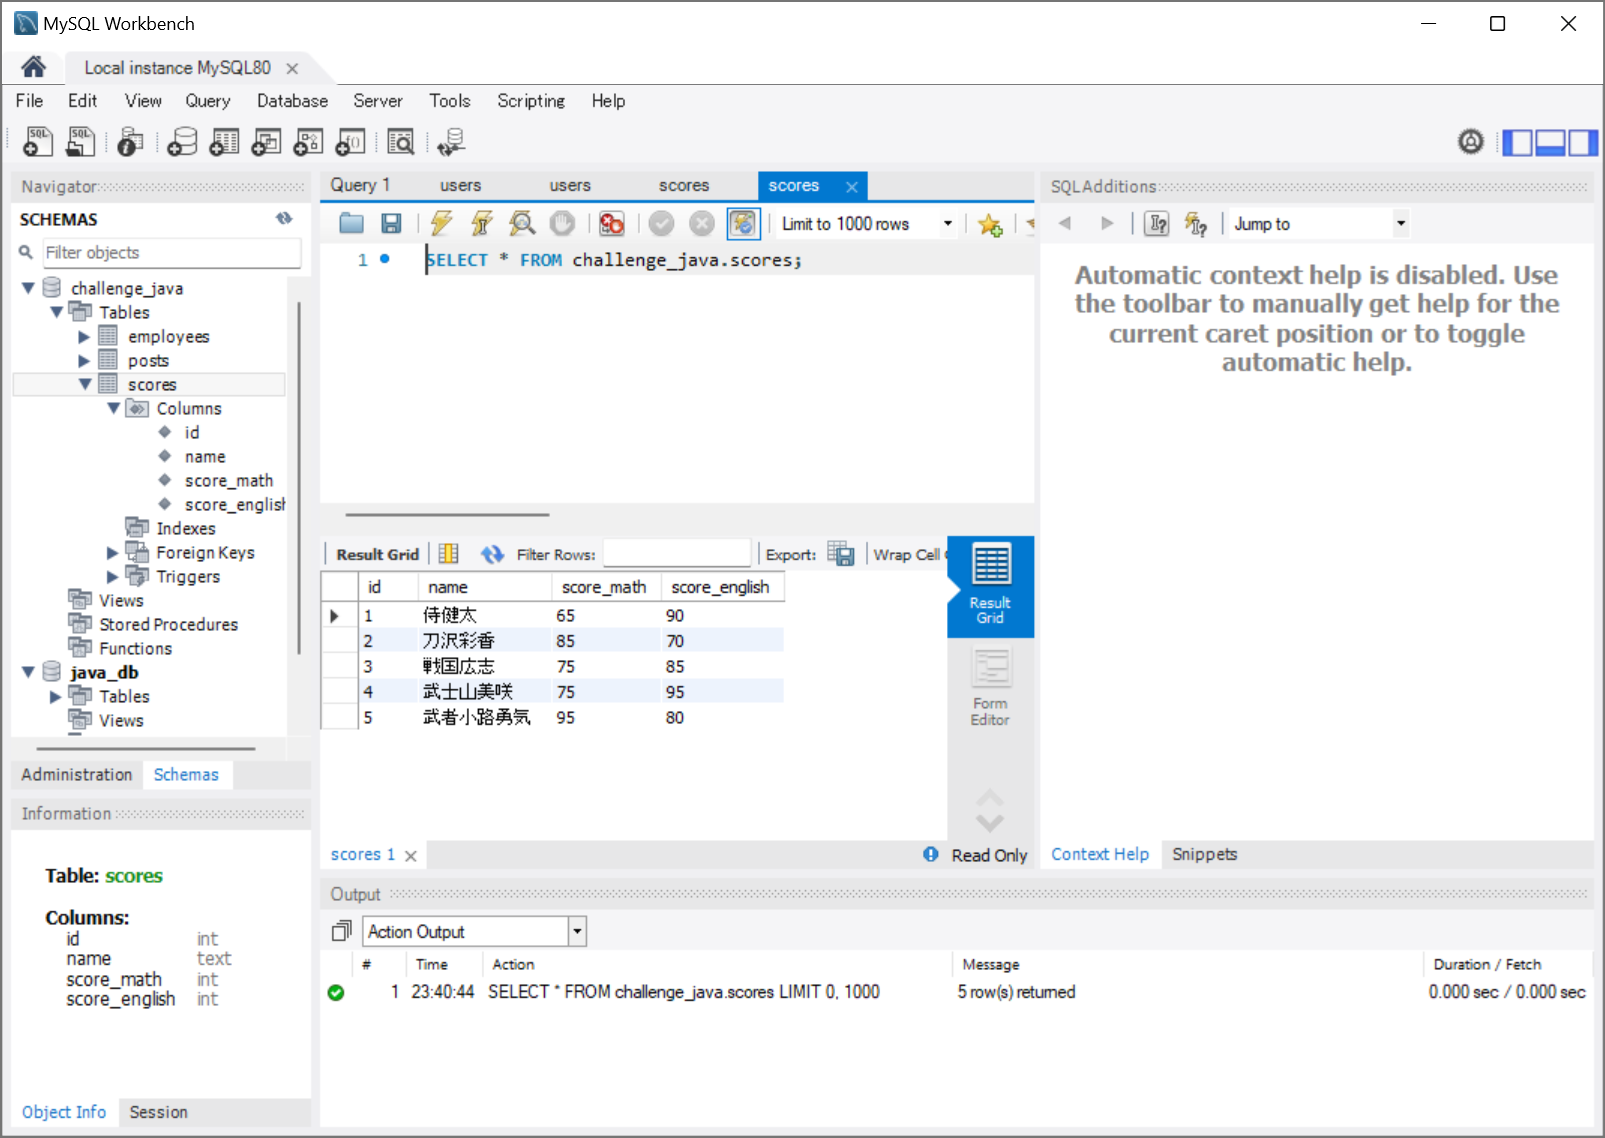 MySQL Workbench
Local instance MySQL80
File Edit View Query Database Server Tools Scripting Help
Navigator
SCHEMAS
Filter objects
challenge_java
Tables
employees
posts
scores
Columns
id
name
score_math
score_english
Indexes
Foreign Keys
Triggers
Views
Stored Procedures
Functions
java_db
Tables
Views
Administration Schemas
Information
Table: scores
Columns:
id int
name text
score_math int
score_english int
Object Info Session
Query 1 users users scores scores
Limit to 1000 rows
1 SELECT * FROM challenge_java.scores;
Result Grid Filter Rows: Export: Wrap Cell
id name score_math score_english
1 侍健太 65 90
2 刀沢彩香 85 70
3 戦国広志 75 85
4 武士山美咲 75 95
5 武者小路勇気 95 80
Result
Grid
Form
Editor
scores 1 Read Only
SQLAdditions
Jump to
Automatic context help is disabled. Use
the toolbar to manually get help for the
current caret position or to toggle
automatic help.
Context Help Snippets
Output
Action Output
# Time Action Message Duration / Fetch
1 23:40:44 SELECT * FROM challenge_java.scores LIMIT 0, 1000 5 row(s) returned 0.000 sec / 0.000 sec